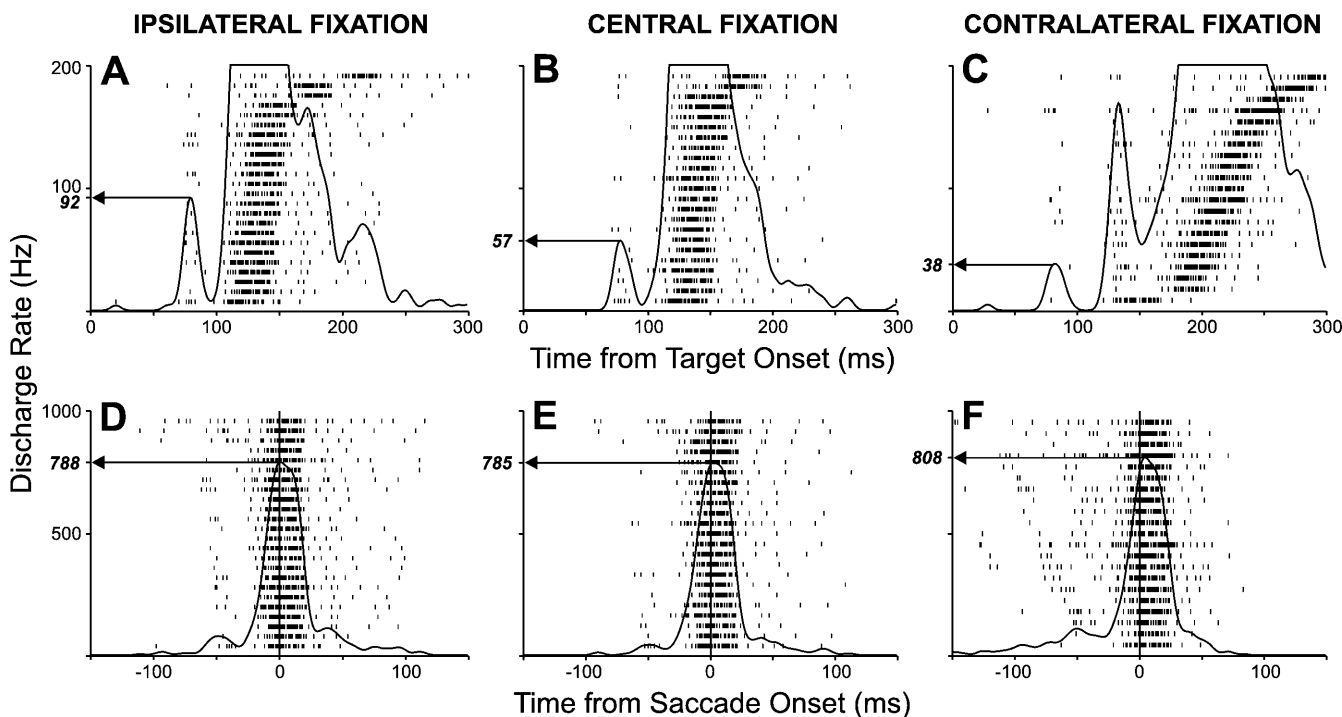 IPSILATERAL FIXATION CENTRAL FIXATION CONTRALATERAL FIXATION
A B C
200
100
92 57 38
0
0 100 200 300 0 100 200 300 0 100 200 300
Time from Target Onset (ms)
Discharge Rate (Hz)
D E F
1000
788 785 808
500
-100 0 100 -100 0 100 -100 0 100
Time from Saccade Onset (ms)